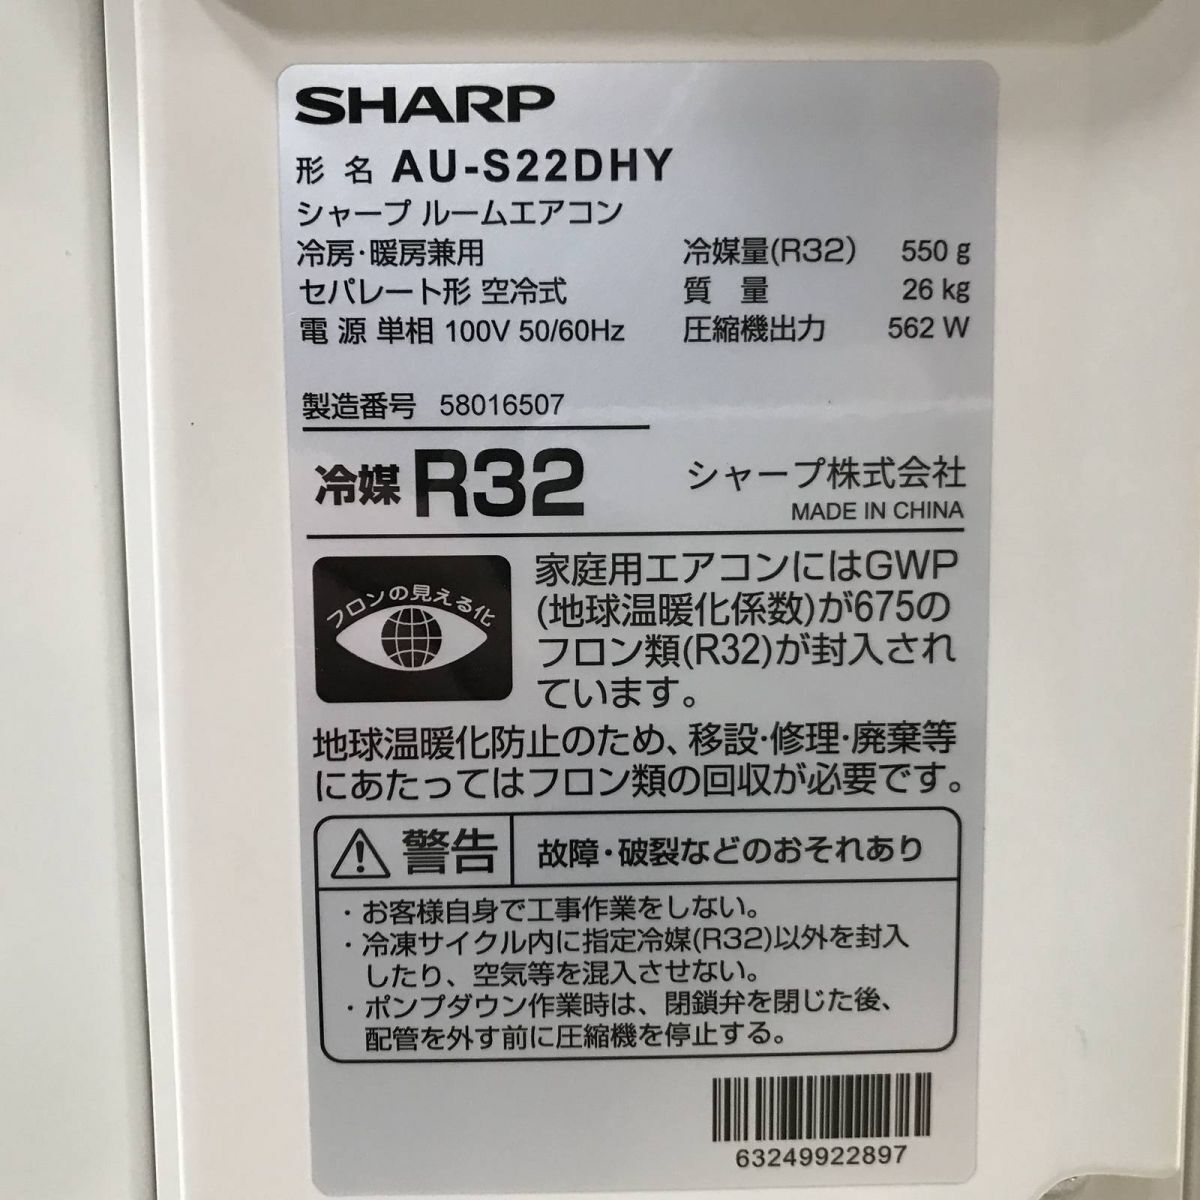 SHARP
形 名 AU-S22DHY
シャープ ルームエアコン
冷房・暖房兼用
セパレート形 空冷式
電 源 単相 100V 50/60Hz
冷媒量(R32) 550 g
質 量 26 kg
圧縮機出力 562 W
製造番号 58016507
冷媒 R32
シャープ株式会社
MADE IN CHINA
フロンの見える化
家庭用エアコンにはGWP
(地球温暖化係数)が675の
フロン類(R32)が封入され
ています。
地球温暖化防止のため、移設・修理・廃棄等
にあたってはフロン類の回収が必要です。
警告 故障・破裂などのおそれあり
・お客様自身で工事作業をしない。
・冷凍サイクル内に指定冷媒(R32)以外を封入
したり、空気等を混入させない。
・ポンプダウン作業時は、閉鎖弁を閉じた後、
配管を外す前に圧縮機を停止する。
63249922897